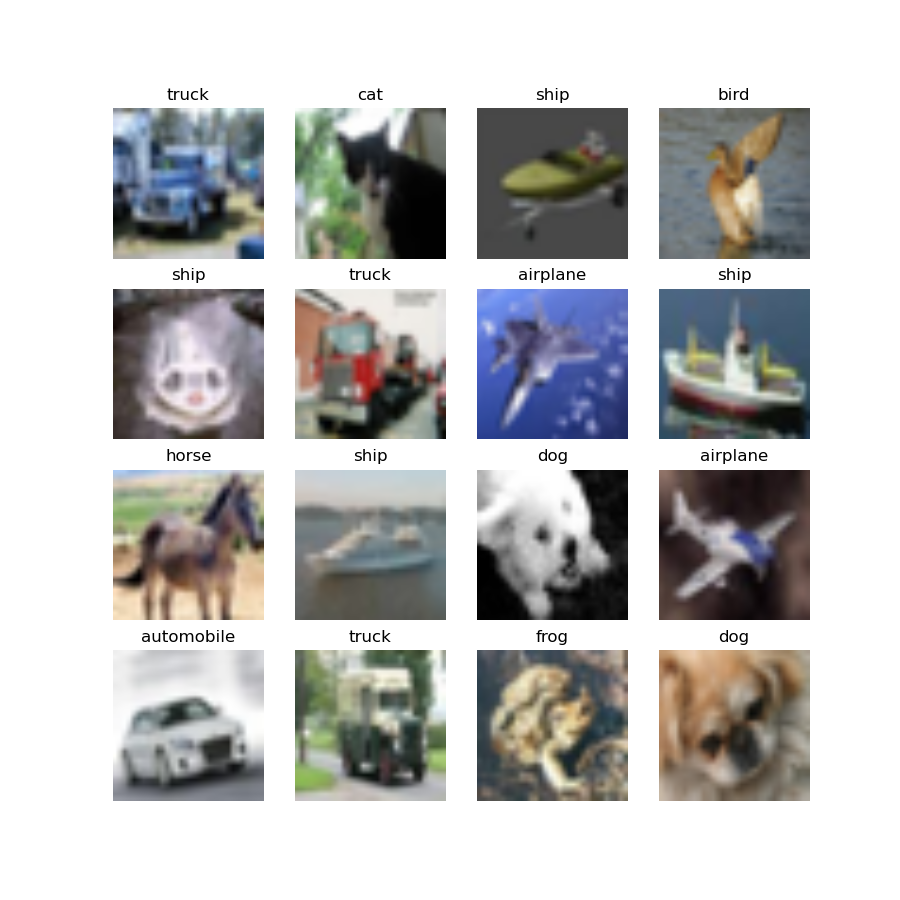 truck cat ship bird
ship truck airplane ship
horse ship dog airplane
automobile truck frog dog